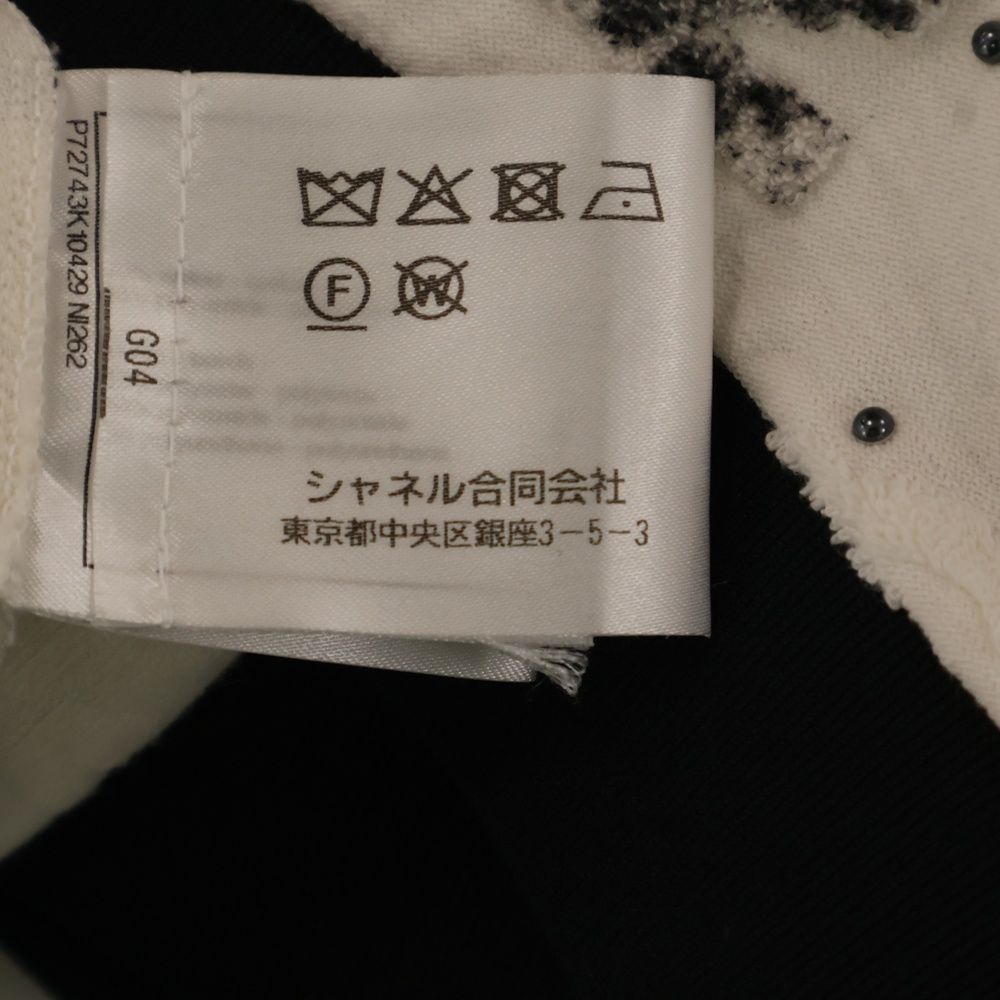 P72743K10429 NI262
G04
F
W
シャネル合同会社
東京都中央区銀座3-5-3